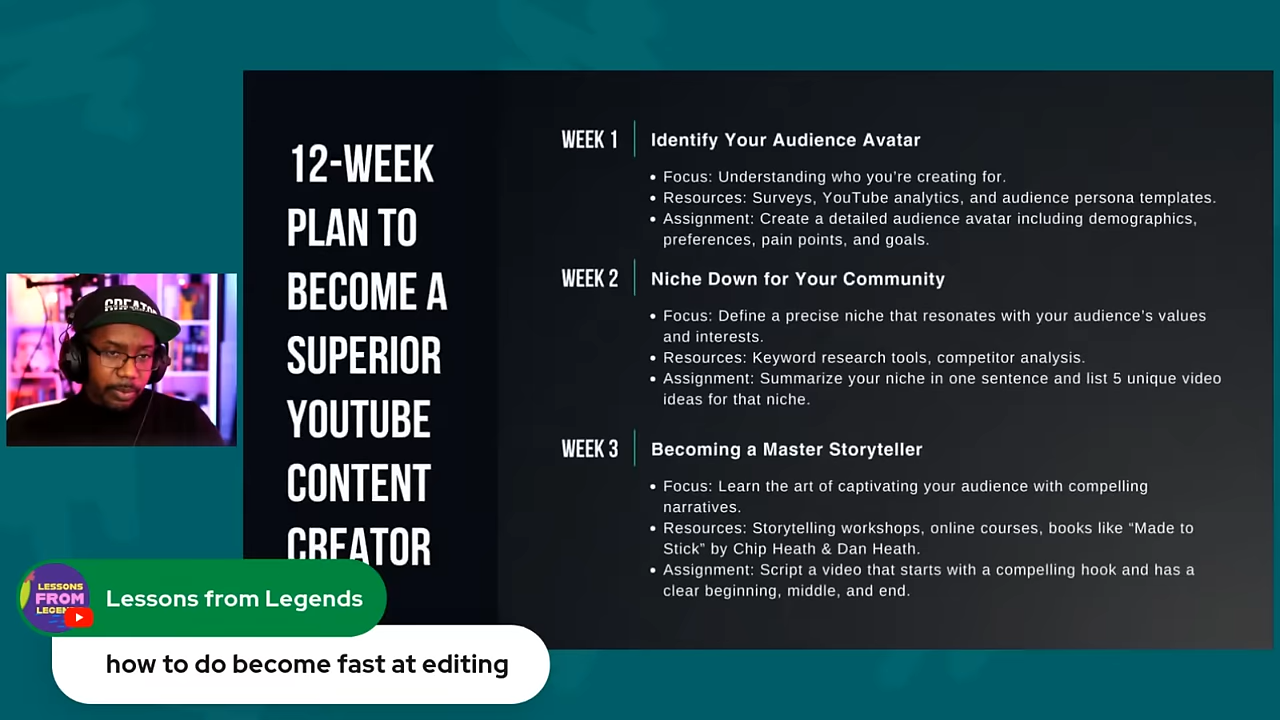 12-WEEK
PLAN TO
BECOME A
SUPERIOR
YOUTUBE
CONTENT
CREATOR
WEEK 1
Identify Your Audience Avatar
• Focus: Understanding who you're creating for.
• Resources: Surveys, YouTube analytics, and audience persona templates.
• Assignment: Create a detailed audience avatar including demographics,
preferences, pain points, and goals.
WEEK 2
Niche Down for Your Community
• Focus: Define a precise niche that resonates with your audience's values
and interests.
• Resources: Keyword research tools, competitor analysis.
• Assignment: Summarize your niche in one sentence and list 5 unique video
ideas for that niche.
WEEK 3
Becoming a Master Storyteller
• Focus: Learn the art of captivating your audience with compelling
narratives.
• Resources: Storytelling workshops, online courses, books like “Made to
Stick” by Chip Heath & Dan Heath.
• Assignment: Script a video that starts with a compelling hook and has a
clear beginning, middle, and end.
LESSONS
FROM
Lessons from Legends
how to do become fast at editing